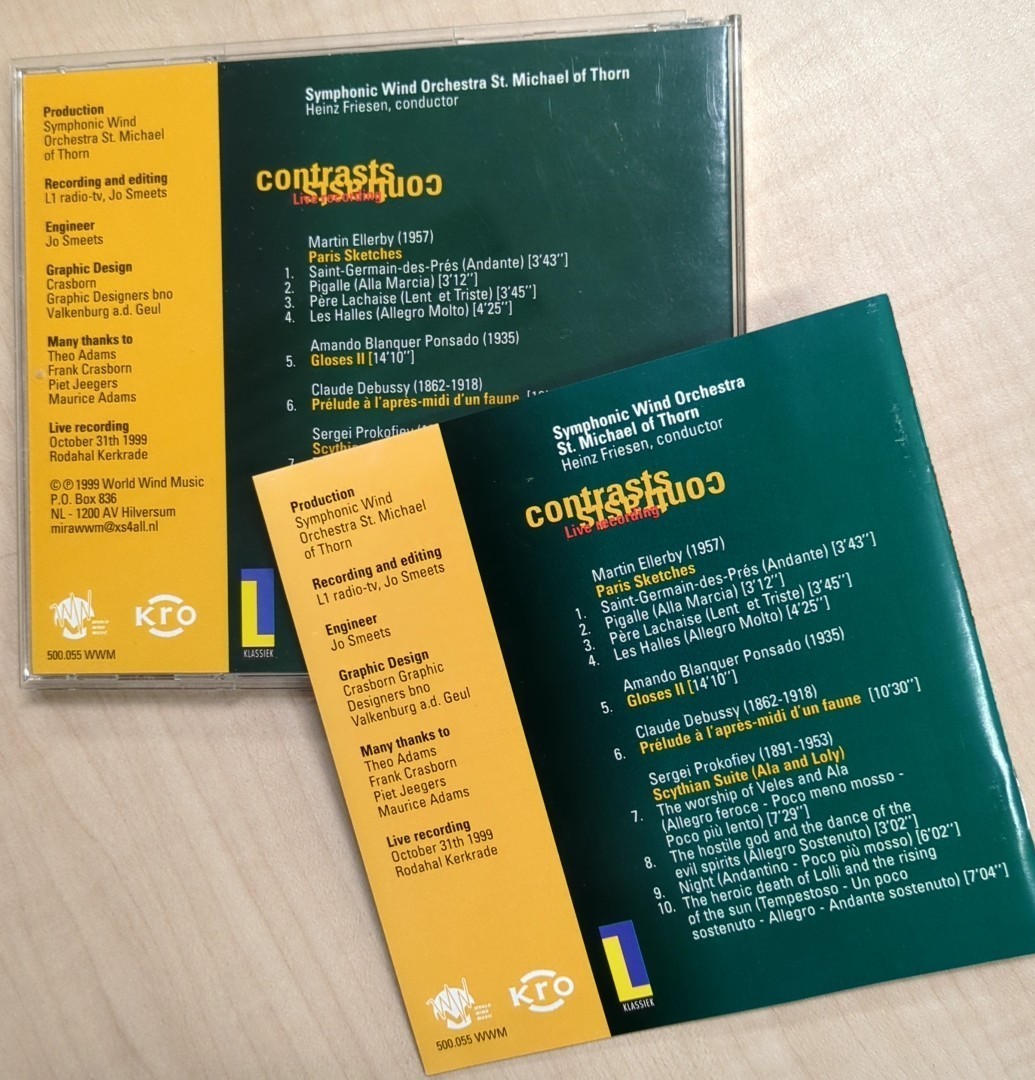 Production
Symphonic Wind
Orchestra St. Michael
of Thorn
Recording and editing
L1 radio-tv, Jo Smeets
Engineer
Jo Smeets
Graphic Design
Crasborn
Graphic Designers bno
Valkenburg a.d. Geul
Many thanks to
Theo Adams
Frank Crasborn
Piet Jeegers
Maurice Adams
Live recording
October 31th 1999
Rodahal Kerkrade
©℗1999 World Wind Music
P.O. Box 836
NL - 1200 AV Hilversum
mirawwm@xs4all.nl
WORLD
WIND
MUSIC
KRO
500.055 WWM
Symphonic Wind Orchestra St. Michael of Thorn
Heinz Friesen, conductor
contrasts
contrasts
Live recording
Martin Ellerby (1957)
Paris Sketches
1. Saint-Germain-des-Prés (Andante) [3'43'']
2. Pigalle (Alla Marcia) [3'12'']
3. Père Lachaise (Lent et Triste) [3'45'']
4. Les Halles (Allegro Molto) [4'25'']
Amando Blanquer Ponsado (1935)
5. Gloses II [14'10'']
Claude Debussy (1862-1918)
6. Prélude à l'après-midi d'un faune
Sergei Prokofiev
7.
L
KLASSIEK
Production
Symphonic Wind
Orchestra St. Michael
of Thorn
Recording and editing
L1 radio-tv, Jo Smeets
Engineer
Jo Smeets
Graphic Design
Crasborn Graphic
Designers bno
Valkenburg a.d. Geul
Many thanks to
Theo Adams
Frank Crasborn
Piet Jeegers
Maurice Adams
Live recording
October 31th 1999
Rodahal Kerkrade
WORLD
WIND
MUSIC
KRO
500.055 WWM
Symphonic Wind Orchestra
St. Michael of Thorn
Heinz Friesen, conductor
contrasts
contrasts
Live recording
Martin Ellerby (1957)
Paris Sketches
1. Saint-Germain-des-Prés (Andante) [3'43'']
2. Pigalle (Alla Marcia) [3'12'']
3. Père Lachaise (Lent et Triste) [3'45'']
4. Les Halles (Allegro Molto) [4'25'']
Amando Blanquer Ponsado (1935)
5. Gloses II [14'10'']
Claude Debussy (1862-1918)
6. Prélude à l'après-midi d'un faune [10'30'']
Sergei Prokofiev (1891-1953)
Scythian Suite (Ala and Loly)
7. The worship of Veles and Ala
(Allegro feroce - Poco meno mosso -
Poco più lento) [7'29'']
8. The hostile god and the dance of the
evil spirits (Allegro Sostenuto) [3'02'']
9. Night (Andantino - Poco più mosso) [6'02'']
10. The heroic death of Lolli and the rising
of the sun (Tempestoso - Un poco
sostenuto - Allegro - Andante sostenuto) [7'04'']
L
KLASSIEK